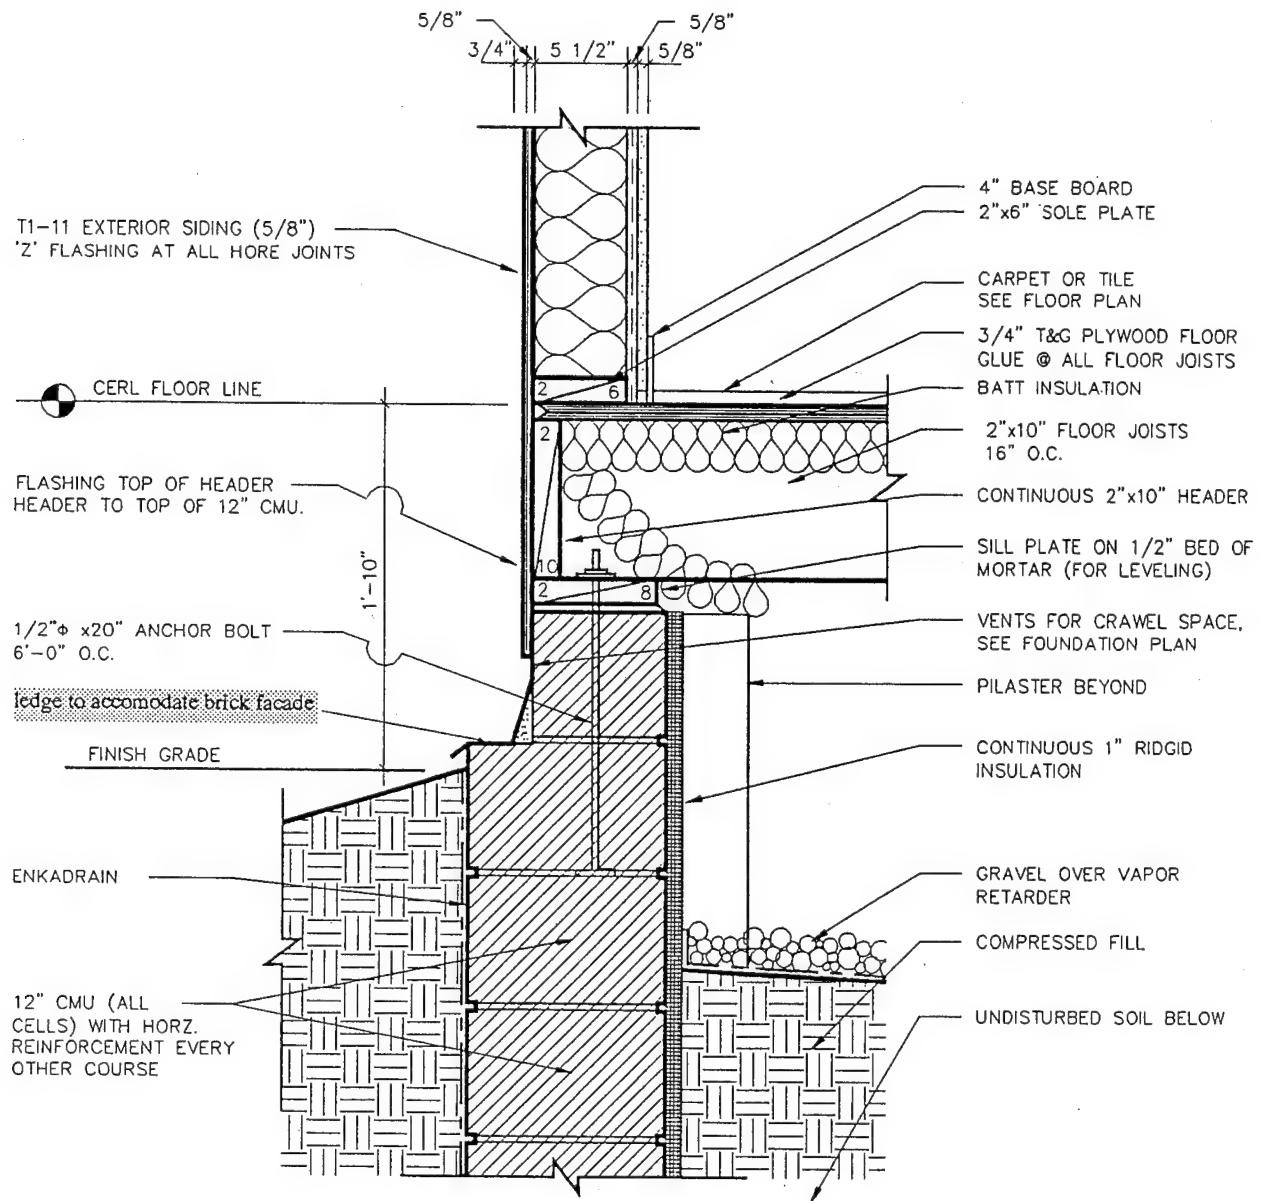 5/8" 5/8"
3/4" 5 1/2" 5/8"
T1-11 EXTERIOR SIDING (5/8")
'Z' FLASHING AT ALL HORE JOINTS
CERL FLOOR LINE
FLASHING TOP OF HEADER
HEADER TO TOP OF 12" CMU.
1'-10"
1/2"ϕ x20" ANCHOR BOLT
6'-0" O.C.
ledge to accomodate brick facade
FINISH GRADE
ENKADRAIN
12" CMU (ALL
CELLS) WITH HORZ.
REINFORCEMENT EVERY
OTHER COURSE
2 6
2
10
2 8
4" BASE BOARD
2"x6" SOLE PLATE
CARPET OR TILE
SEE FLOOR PLAN
3/4" T&G PLYWOOD FLOOR
GLUE @ ALL FLOOR JOISTS
BATT INSULATION
2"x10" FLOOR JOISTS
16" O.C.
CONTINUOUS 2"x10" HEADER
SILL PLATE ON 1/2" BED OF
MORTAR (FOR LEVELING)
VENTS FOR CRAWEL SPACE,
SEE FOUNDATION PLAN
PILASTER BEYOND
CONTINUOUS 1" RIDGID
INSULATION
GRAVEL OVER VAPOR
RETARDER
COMPRESSED FILL
UNDISTURBED SOIL BELOW